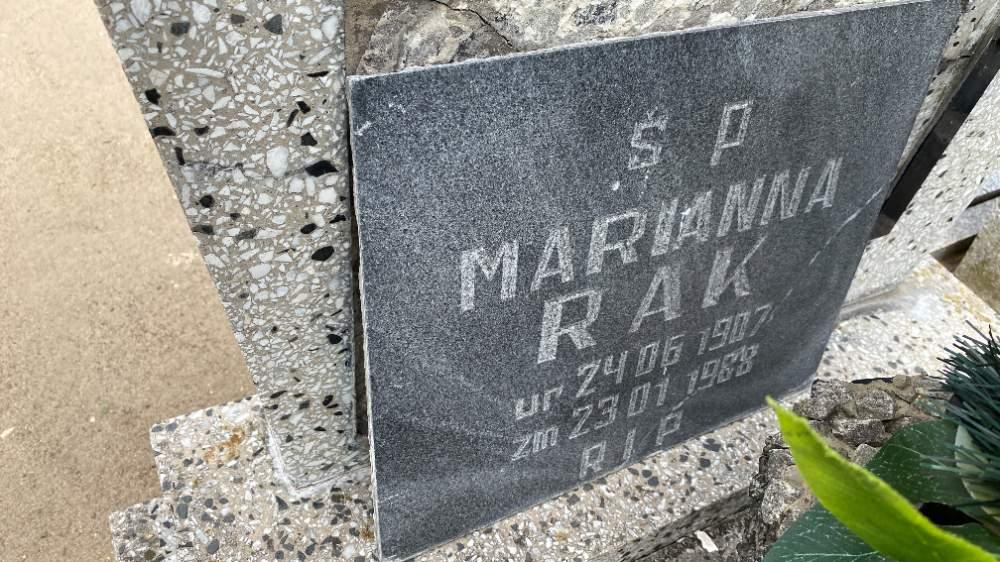 Ś P
MARIANNA
RAK
ur 24 06 1907
zm 23 01 1988
R I P